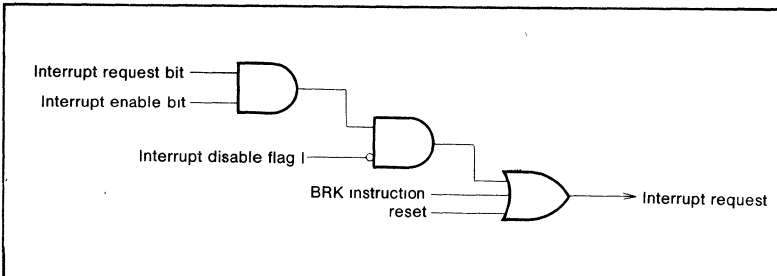 Interrupt request bit
Interrupt enable bit
Interrupt disable flag I
BRK instruction
reset
Interrupt request